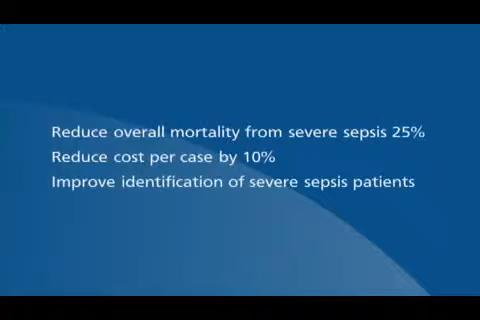 Reduce overall mortality from severe sepsis 25%
Reduce cost per case by 10%
Improve identification of severe sepsis patients